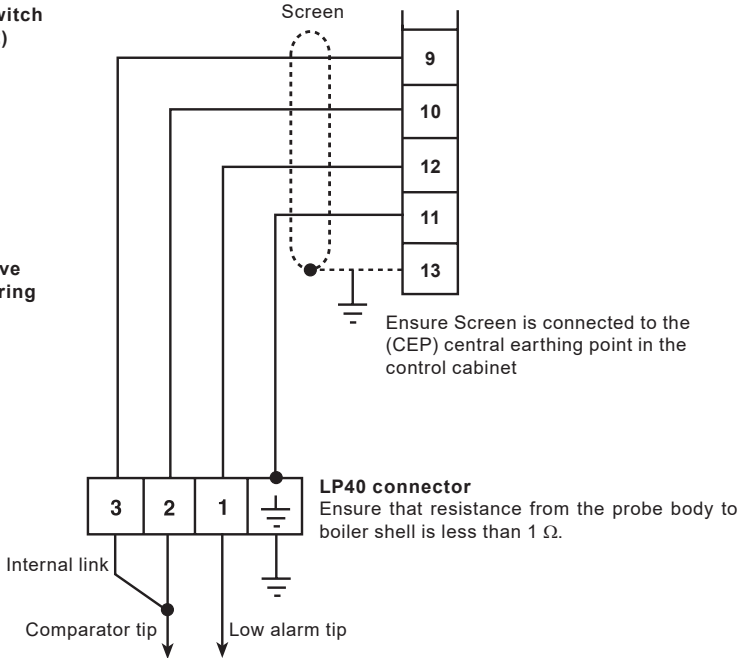 witch
)
Screen
9
10
12
11
13
ve
ring
Ensure Screen is connected to the
(CEP) central earthing point in the
control cabinet
LP40 connector
Ensure that resistance from the probe body to
boiler shell is less than 1 Ω.
3 2 1
Internal link
Comparator tip
Low alarm tip